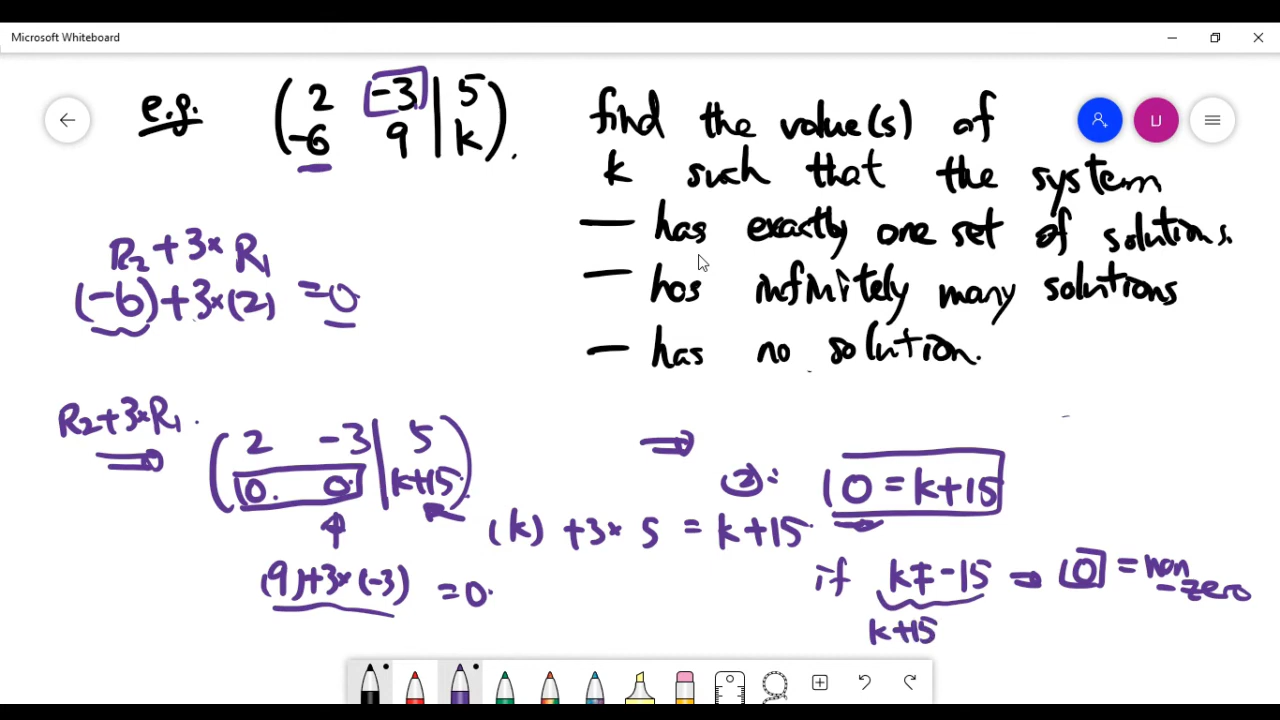 Microsoft Whiteboard
e.g. ( 2 -3 | 5
-6 9 | k ).
find the value(s) of
k such that the system
— has exactly one set of solutions.
— has infinitely many solutions
— has no solution.
LJ
R2 + 3× R1
(-6) + 3×(2) = 0
R2+3×R1
⇒ ( 2 -3 | 5
0 0 | k+15 )
(9)+3×(-3) = 0.
(k) + 3× 5 = k+15
⇒ ②: 0 = k+15
if k≠-15 → 0 = non-zero
k+15